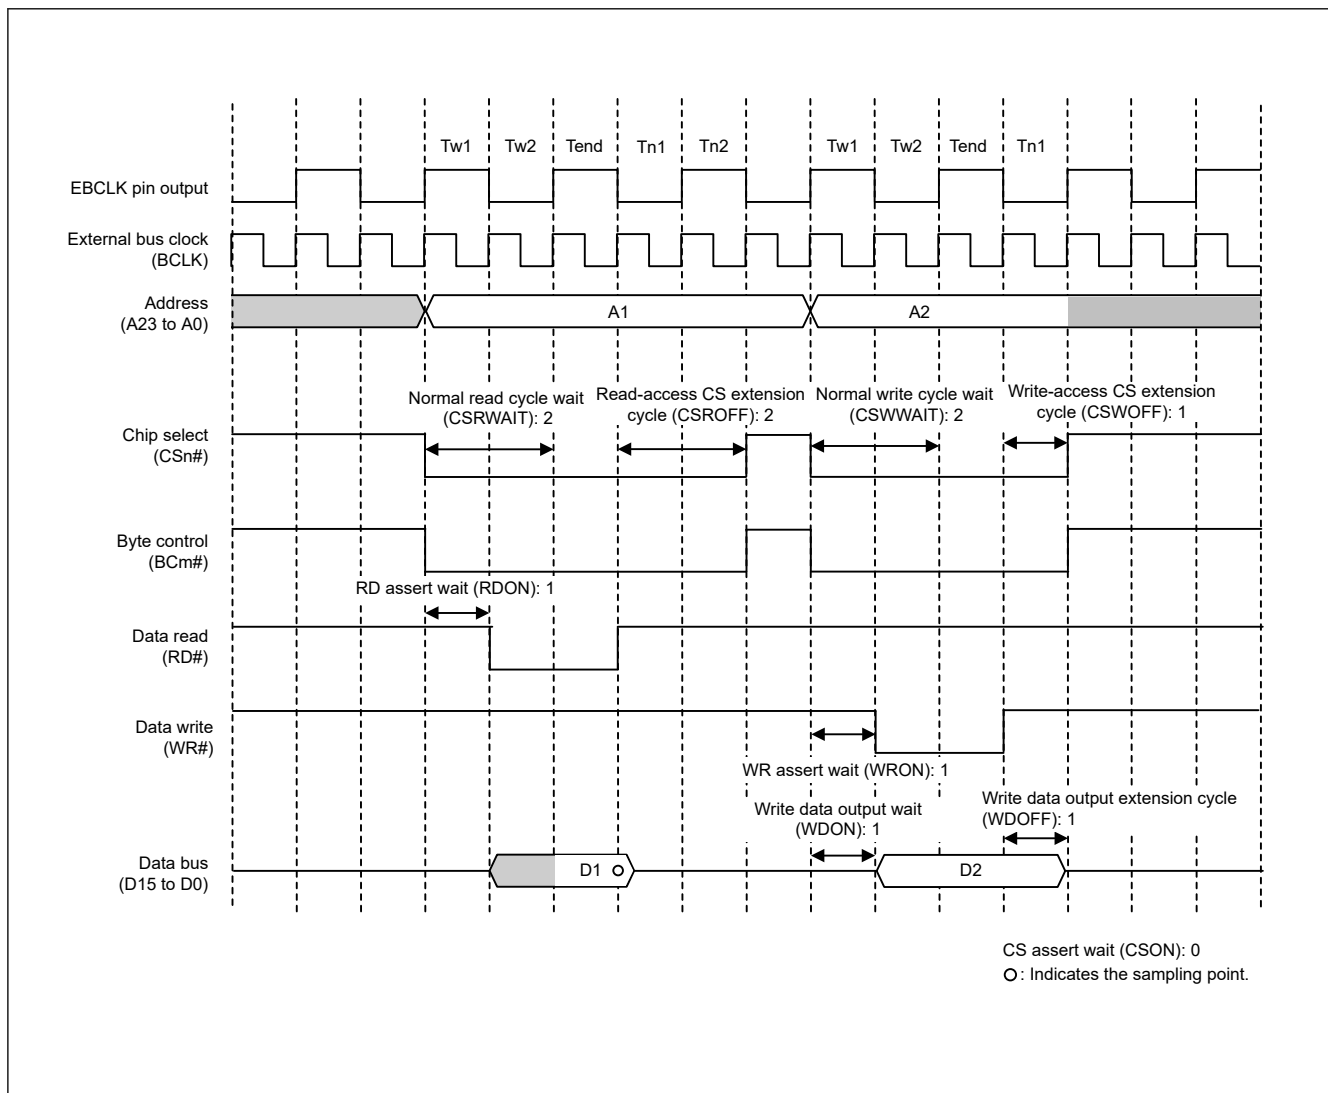 Tw1 Tw2 Tend Tn1 Tn2 Tw1 Tw2 Tend Tn1
EBCLK pin output
External bus clock
(BCLK)
Address
(A23 to A0)
A1 A2
Normal read cycle wait
(CSRWAIT): 2
Read-access CS extension
cycle (CSROFF): 2
Normal write cycle wait
(CSWWAIT): 2
Write-access CS extension
cycle (CSWOFF): 1
Chip select
(CSn#)
Byte control
(BCm#)
RD assert wait (RDON): 1
Data read
(RD#)
Data write
(WR#)
WR assert wait (WRON): 1
Write data output wait
(WDON): 1
Write data output extension cycle
(WDOFF): 1
Data bus
(D15 to D0)
D1 D2
CS assert wait (CSON): 0
: Indicates the sampling point.